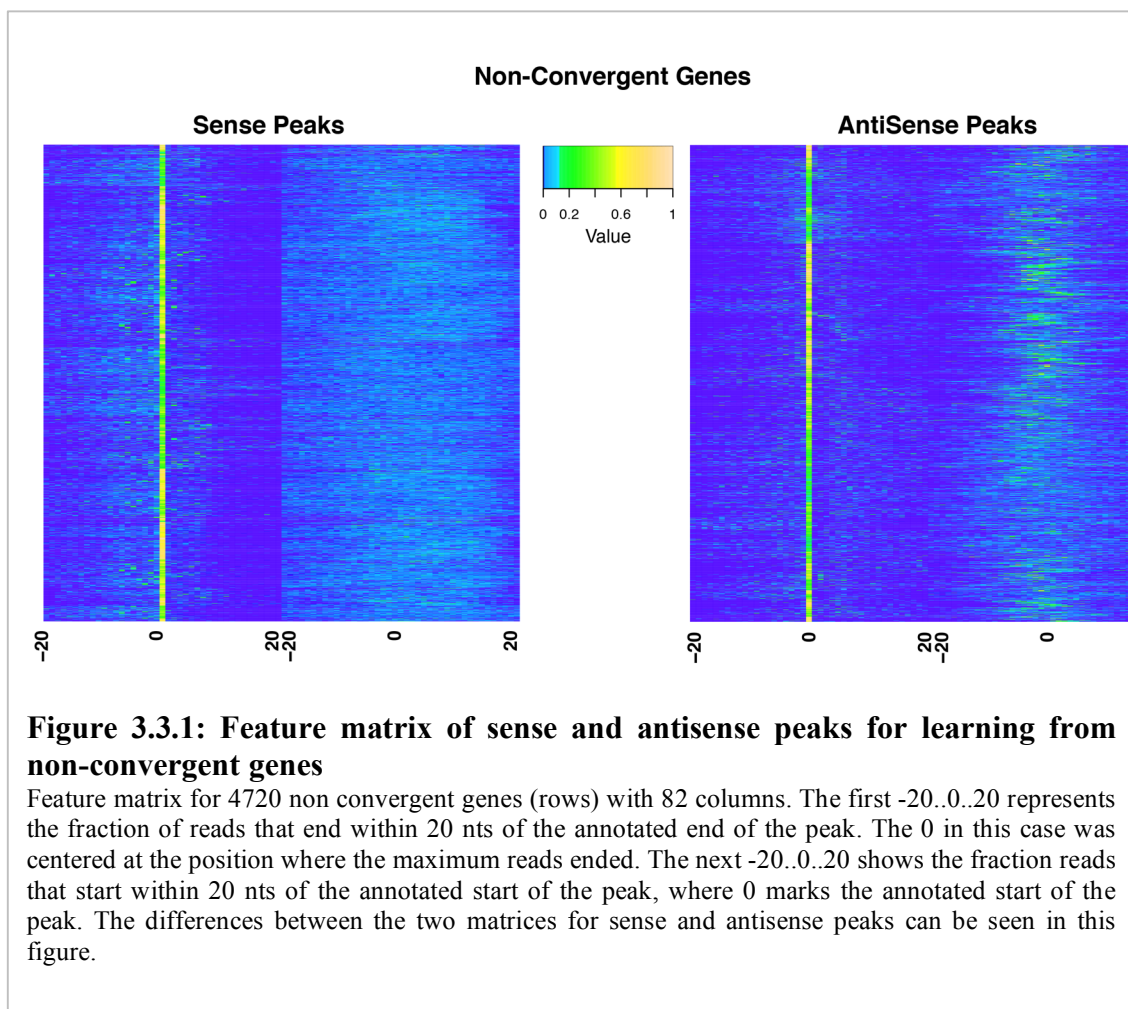 Non-Convergent Genes
Sense Peaks
AntiSense Peaks
0 0.2 0.6 1
Value
−20 0 20 −20 0 20
−20 0 20 −20 0
Figure 3.3.1: Feature matrix of sense and antisense peaks for learning from
non-convergent genes
Feature matrix for 4720 non convergent genes (rows) with 82 columns. The first -20..0..20 represents
the fraction of reads that end within 20 nts of the annotated end of the peak. The 0 in this case was
centered at the position where the maximum reads ended. The next -20..0..20 shows the fraction reads
that start within 20 nts of the annotated start of the peak, where 0 marks the annotated start of the
peak. The differences between the two matrices for sense and antisense peaks can be seen in this
figure.